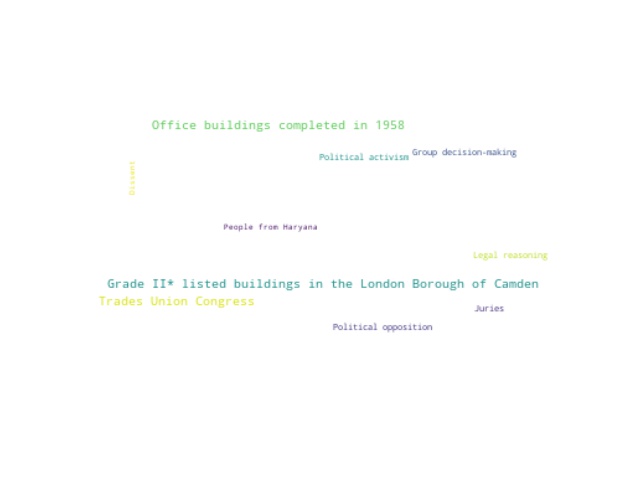 Office buildings completed in 1958
Group decision-making
Political activism
Dissent
People from Haryana
Legal reasoning
Grade II* listed buildings in the London Borough of Camden
Trades Union Congress
Juries
Political opposition